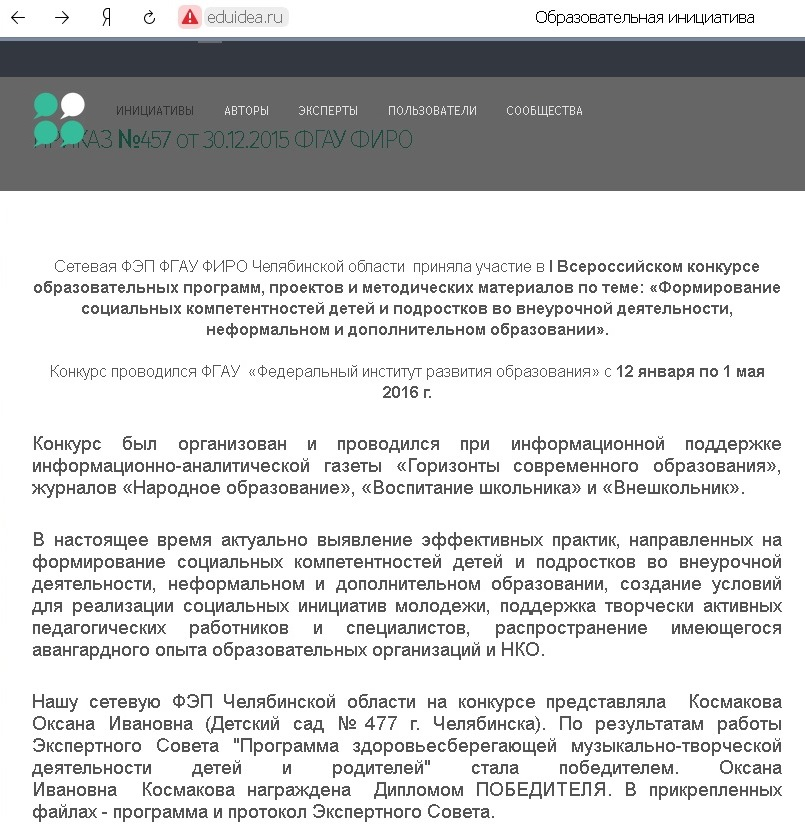 Я eduidea.ru Образовательная инициатива
ИНИЦИАТИВЫ АВТОРЫ ЭКСПЕРТЫ ПОЛЬЗОВАТЕЛИ СООБЩЕСТВА
ПРИКАЗ №457 от 30.12.2015 ФГАУ ФИРО
Сетевая ФЭП ФГАУ ФИРО Челябинской области приняла участие в I Всероссийском конкурсе
образовательных программ, проектов и методических материалов по теме: «Формирование
социальных компетентностей детей и подростков во внеурочной деятельности,
неформальном и дополнительном образовании».
Конкурс проводился ФГАУ «Федеральный институт развития образования» с 12 января по 1 мая
2016 г.
Конкурс был организован и проводился при информационной поддержке
информационно-аналитической газеты «Горизонты современного образования»,
журналов «Народное образование», «Воспитание школьника» и «Внешкольник».
В настоящее время актуально выявление эффективных практик, направленных на
формирование социальных компетентностей детей и подростков во внеурочной
деятельности, неформальном и дополнительном образовании, создание условий
для реализации социальных инициатив молодежи, поддержка творчески активных
педагогических работников и специалистов, распространение имеющегося
авангардного опыта образовательных организаций и НКО.
Нашу сетевую ФЭП Челябинской области на конкурсе представляла Космакова
Оксана Ивановна (Детский сад № 477 г. Челябинска). По результатам работы
Экспертного Совета "Программа здоровьесберегающей музыкально-творческой
деятельности детей и родителей" стала победителем. Оксана
Ивановна Космакова награждена Дипломом ПОБЕДИТЕЛЯ. В прикрепленных
файлах - программа и протокол Экспертного Совета.